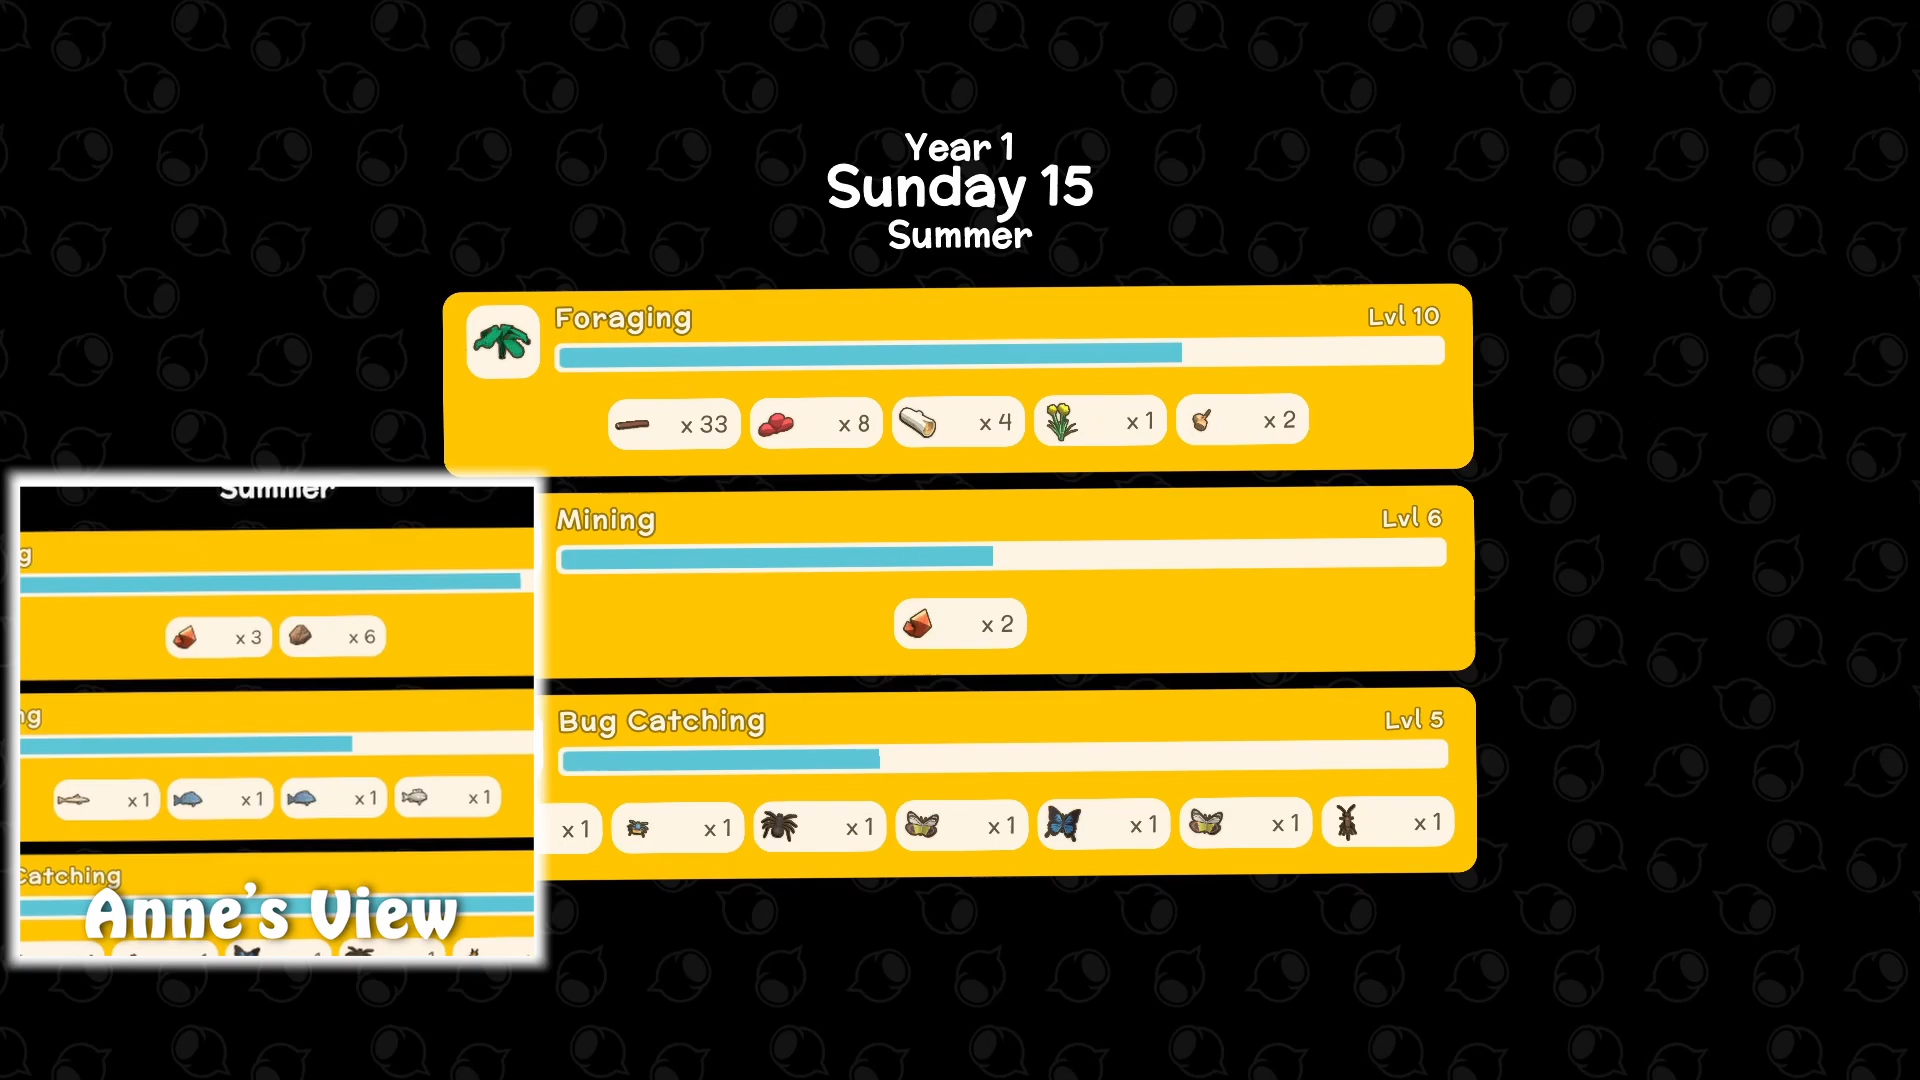 Year 1
Sunday 15
Summer
Foraging Lvl 10
x 33 x 8 x 4 x 1 x 2
Mining Lvl 6
x 2
Bug Catching Lvl 5
x 1 x 1 x 1 x 1 x 1 x 1 x 1
Summer
g
x 3 x 6
ng
x 1 x 1 x 1 x 1
Catching
Anne's View